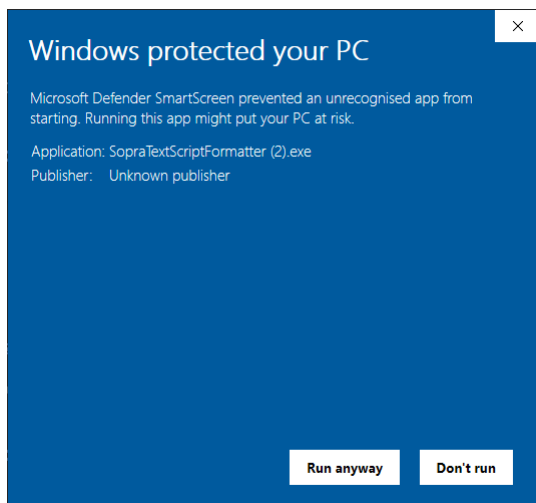 Windows protected your PC
Microsoft Defender SmartScreen prevented an unrecognised app from
starting. Running this app might put your PC at risk.
Application: SopraTextScriptFormatter (2).exe
Publisher: Unknown publisher
Run anyway Don't run